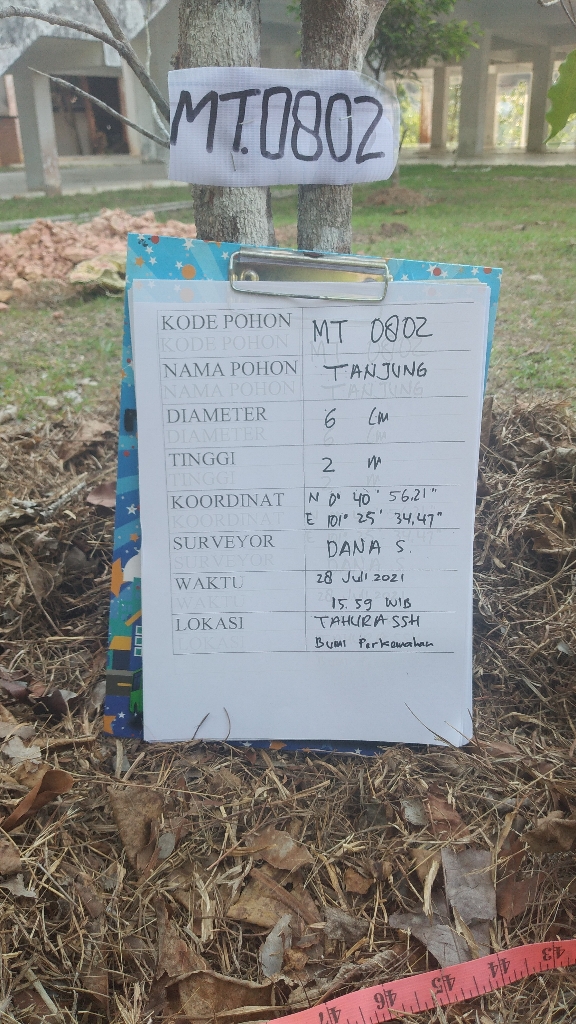 MT.0802
KODE POHON MT 0802
NAMA POHON TANJUNG
DIAMETER 6 CM
TINGGI 2 M
KOORDINAT N 0° 40' 56.21"
E 101° 25' 34.47"
SURVEYOR DANA S.
WAKTU 28 Juli 2021
15.59 WIB
LOKASI TAHURA SSH
Bumi Perkemahan
43
44
45
46
47